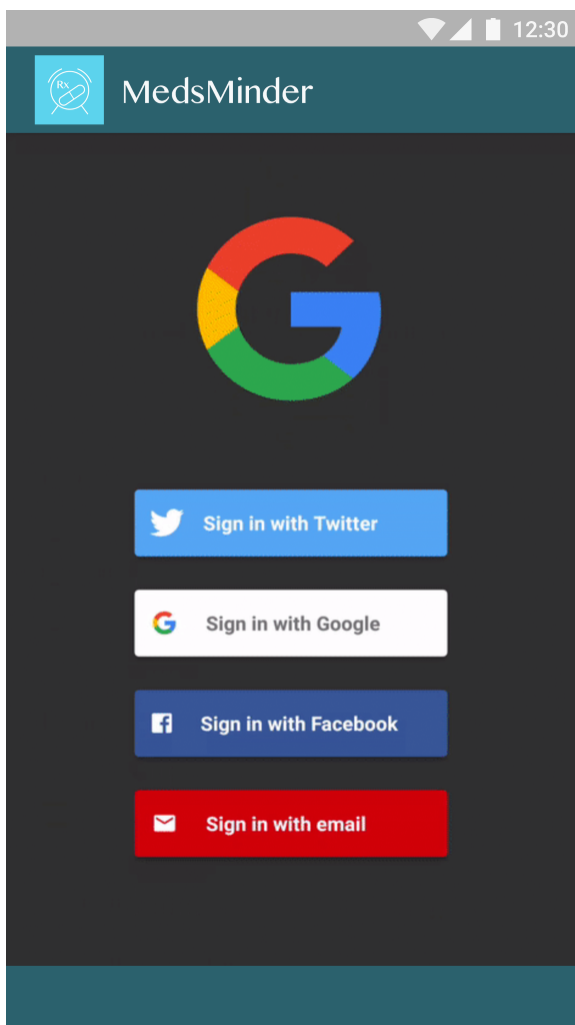 12:30
Rx
MedsMinder
Sign in with Twitter
Sign in with Google
Sign in with Facebook
Sign in with email